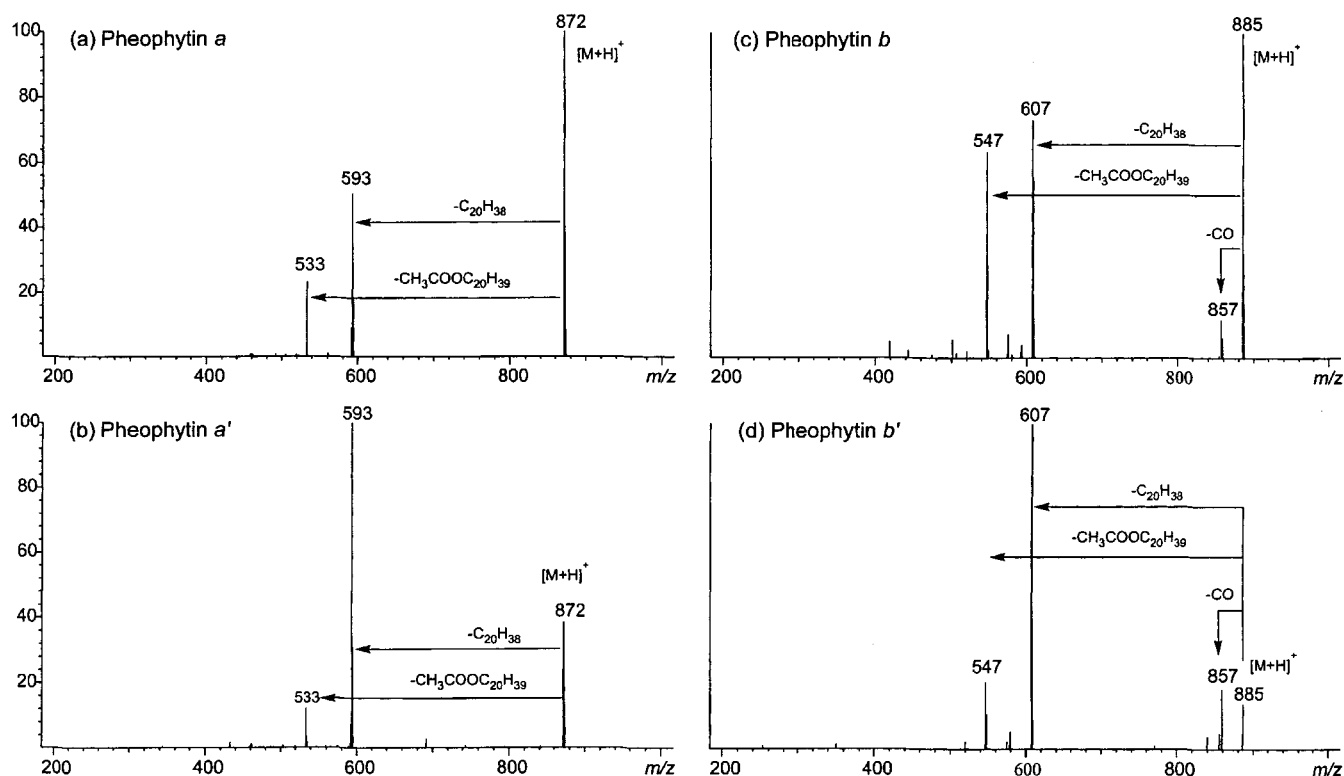 (a) Pheophytin a
872
[M+H]+
100
80
60
40
20
593
533
-C20H38
-CH3COOC20H39
200
400
600
800
m/z
(c) Pheophytin b
885
[M+H]+
607
547
-C20H38
-CH3COOC20H39
-CO
857
200
400
600
800
m/z
(b) Pheophytin a'
593
[M+H]+
872
100
80
60
40
20
-C20H38
-CH3COOC20H39
533
200
400
600
800
m/z
(d) Pheophytin b'
607
-C20H38
-CH3COOC20H39
-CO
547
857
[M+H]+
885
200
400
600
800
m/z